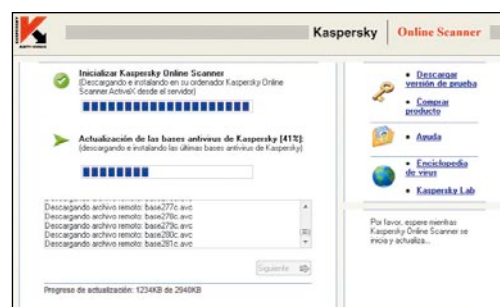 Kaspersky
Online Scanner
Inicializar Kaspersky Online Scanner
(Descargando e instalando en su ordenador Kaspersky Online
Scanner ActiveX desde el servidor)
Actualización de las bases antivirus de Kaspersky [41%]:
(descargando e instalando las últimas bases antivirus de Kaspersky)
Descargando archivo remoto: base277c.avc
Descargando archivo remoto: base278c.avc
Descargando archivo remoto: base279c.avc
Descargando archivo remoto: base280c.avc
Descargando archivo remoto: base281c.avc
Siguiente
Progreso de actualización: 1234KB de 2940KB
Descargar
versión de prueba
Comprar
producto
Ayuda
Enciclopedia
de virus
Kaspersky Lab
Por favor, espere mientras
Kaspersky Online Scanner se
inicia y actualiza...